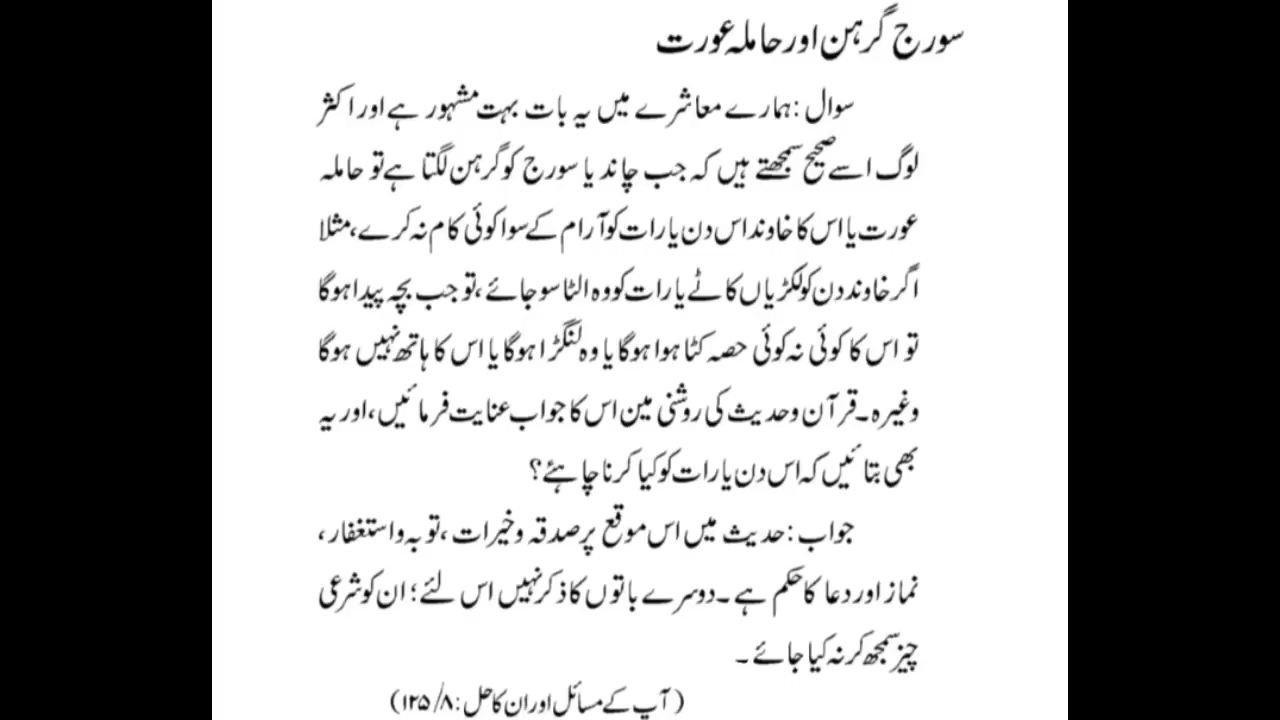 سورج گرہن اور حاملہ عورت
سوال: ہمارے معاشرے میں یہ بات بہت مشہور ہے اور اکثر
لوگ اسے صحیح سمجھتے ہیں کہ جب چاند یا سورج کو گرہن لگتا ہے تو حاملہ
عورت یا اس کا خاوند اس دن یا رات کو آرام کے سوا کوئی کام نہ کرے، مثلا
اگر خاوند دن کو لکڑیاں کاٹے یا رات کو وہ الٹا سو جائے، تو جب بچہ پیدا ہوگا
تو اس کا کوئی نہ کوئی حصہ کٹا ہوا ہوگا یا وہ لنگڑا ہوگا یا اس کا ہاتھ نہیں ہوگا
وغیرہ۔ قرآن وحدیث کی روشنی مین اس کا جواب عنایت فرمائیں، اور یہ
بھی بتائیں کہ اس دن یا رات کو کیا کرنا چاہئے؟
جواب: حدیث میں اس موقع پر صدقہ وخیرات، توبہ واستغفار،
نماز اور دعا کا حکم ہے۔ دوسرے باتوں کا ذکر نہیں اس لئے؛ ان کو شرعی
چیز سمجھ کر نہ کیا جائے۔
(آپ کے مسائل اور ان کا حل: ۸/۱۲۵)